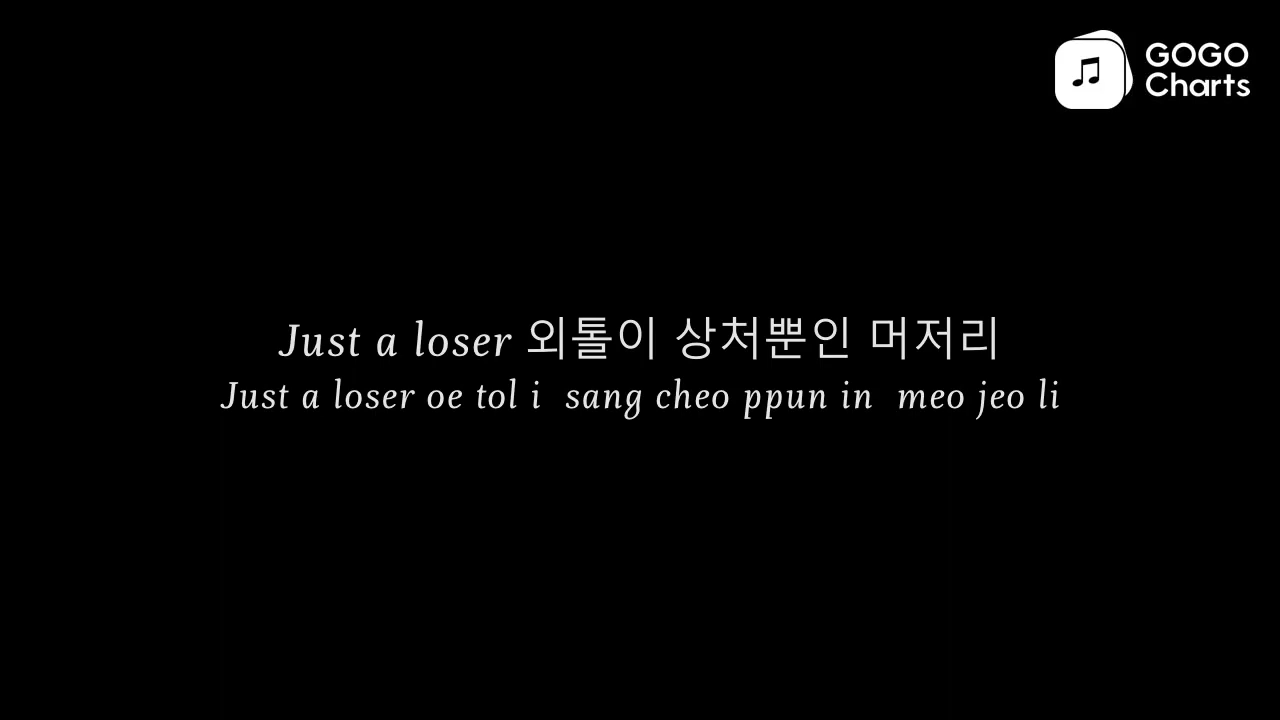 GOGO
Charts
Just a loser 외톨이 상처뿐인 머저리
Just a loser oe tol i  sang cheo ppun in  meo jeo li